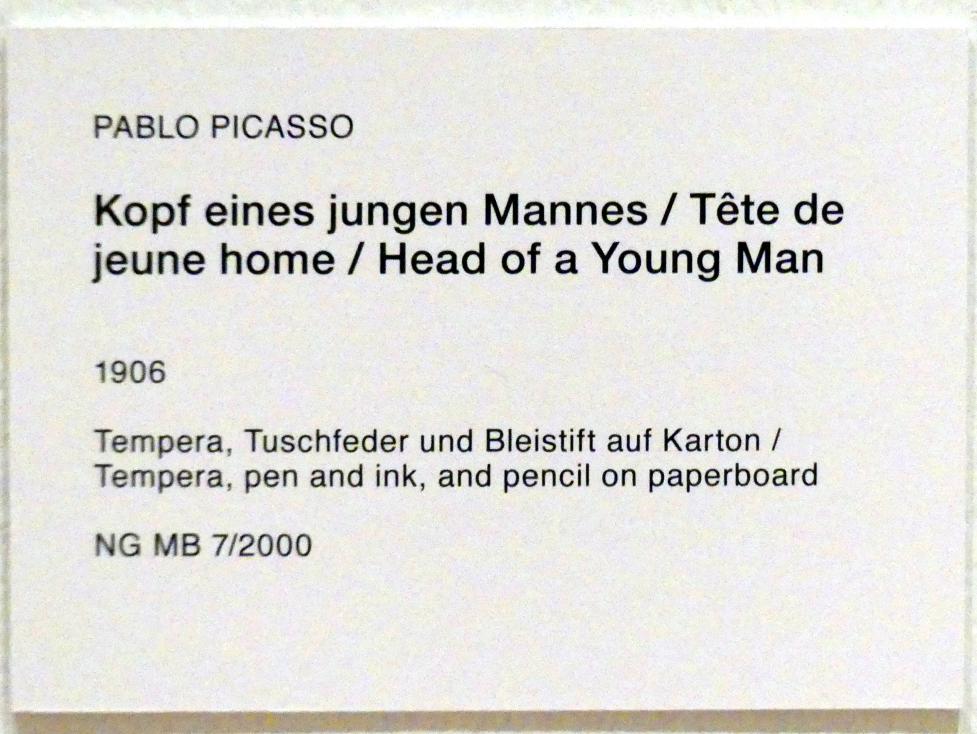 PABLO PICASSO
Kopf eines jungen Mannes / Tête de
jeune home / Head of a Young Man
1906
Tempera, Tuschfeder und Bleistift auf Karton /
Tempera, pen and ink, and pencil on paperboard
NG MB 7/2000